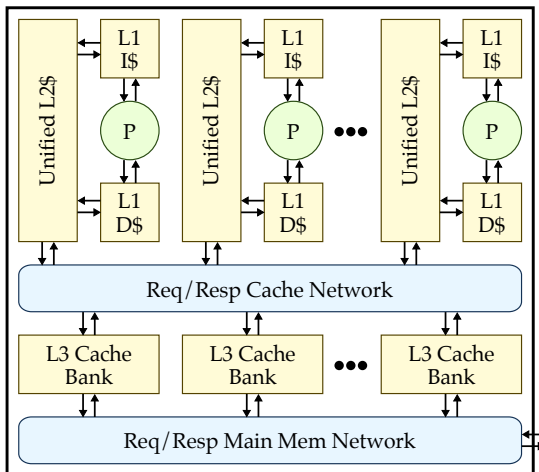 L1
I$
L1
I$
L1
I$
Unified L2$
P
Unified L2$
P
Unified L2$
P
L1
D$
L1
D$
L1
D$
Req/Resp Cache Network
L3 Cache
Bank
L3 Cache
Bank
L3 Cache
Bank
Req/Resp Main Mem Network